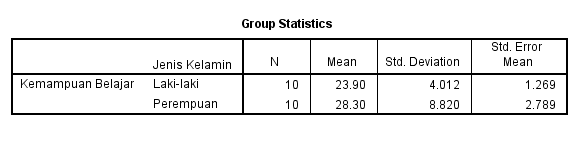 Group Statistics
Jenis Kelamin N Mean Std. Deviation Std. Error Mean
Kemampuan Belajar Laki-laki 10 23.90 4.012 1.269
Perempuan 10 28.30 8.820 2.789